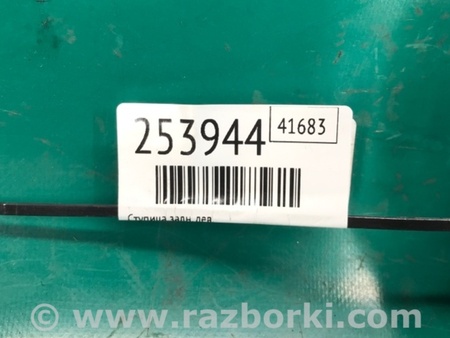 253944
41683
Ступица задн лев
© www.razborki.com